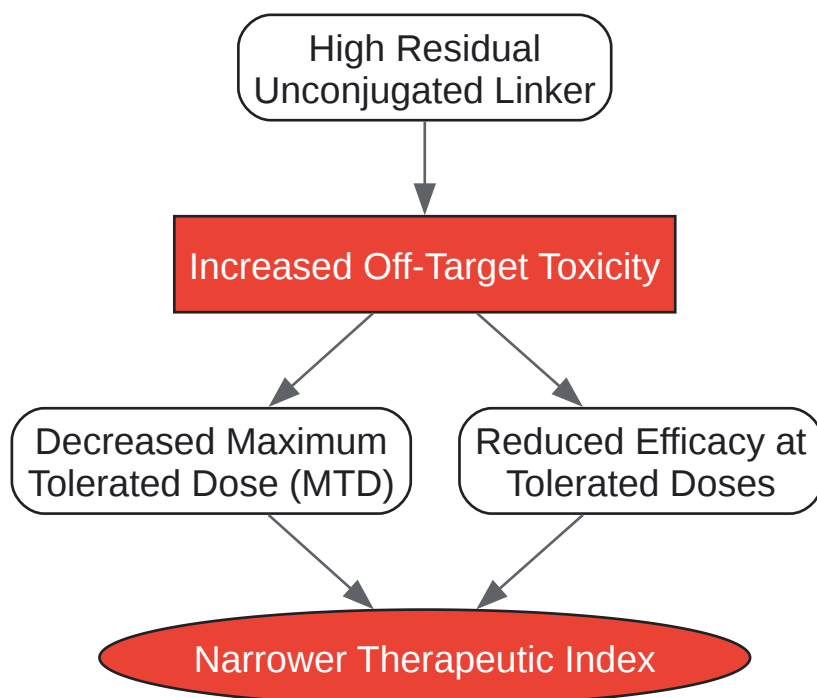 High Residual
Unconjugated Linker
Increased Off-Target Toxicity
Decreased Maximum
Tolerated Dose (MTD)
Reduced Efficacy at
Tolerated Doses
Narrower Therapeutic Index